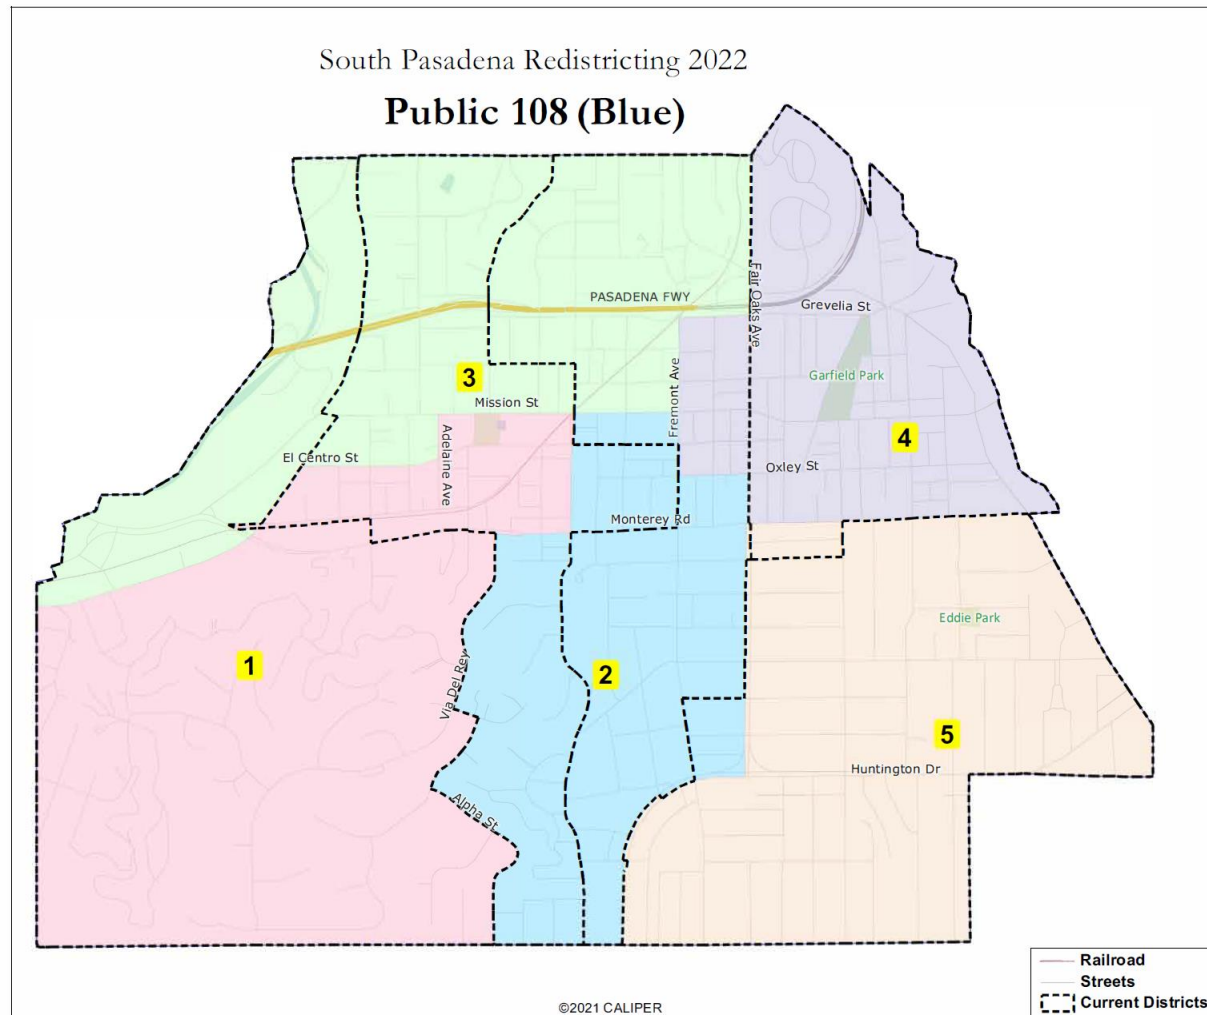 South Pasadena Redistricting 2022
Public 108 (Blue)
PASADENA FWY
Fair Oaks Ave
Grevelia St
Fremont Ave
Garfield Park
3
Mission St
4
Adelaine Ave
El Centro St
Oxley St
Monterey Rd
Eddie Park
1
Via Del Rey
2
5
Huntington Dr
Alpha St
Railroad
Streets
Current Districts
©2021 CALIPER